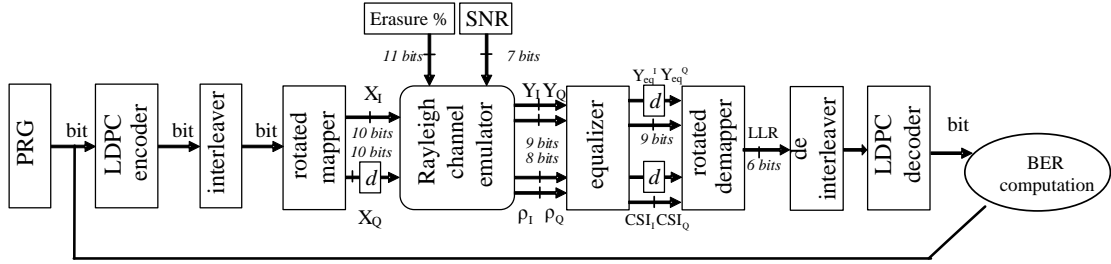 Erasure %
SNR
11 bits
7 bits
PRG
bit
LDPC
encoder
bit
interleaver
bit
rotated
mapper
X_I
10 bits
10 bits
d
X_Q
Rayleigh
channel
emulator
Y_I Y_Q
9 bits
8 bits
ρ_I ρ_Q
equalizer
Y_eq^I Y_eq^Q
d
9 bits
d
CSI_I CSI_Q
rotated
demapper
LLR
6 bits
de
interleaver
LDPC
decoder
bit
BER
computation